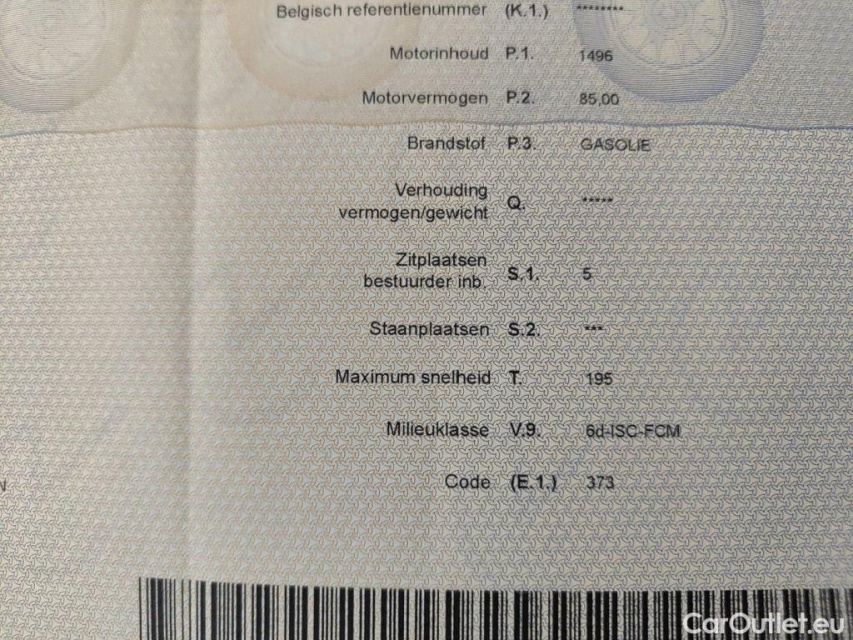 Belgisch referentienummer (K.1.) ********
Motorinhoud P.1. 1496
Motorvermogen P.2. 85,00
Brandstof P.3. GASOLIE
Verhouding
vermogen/gewicht Q. *****
Zitplaatsen
bestuurder inb. S.1. 5
Staanplaatsen S.2. ***
Maximum snelheid T. 195
Milieuklasse V.9. 6d-ISC-FCM
Code (E.1.) 373
N
CarOutlet.eu